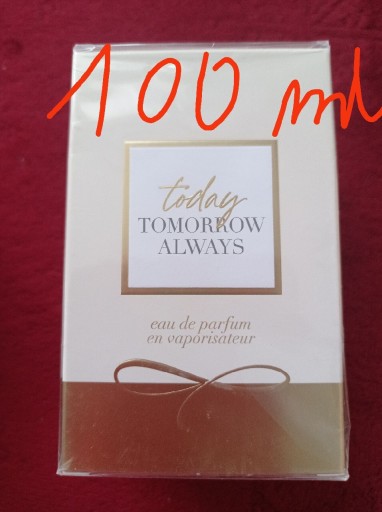 100 ml
today
TOMORROW
ALWAYS
eau de parfum
en vaporisateur